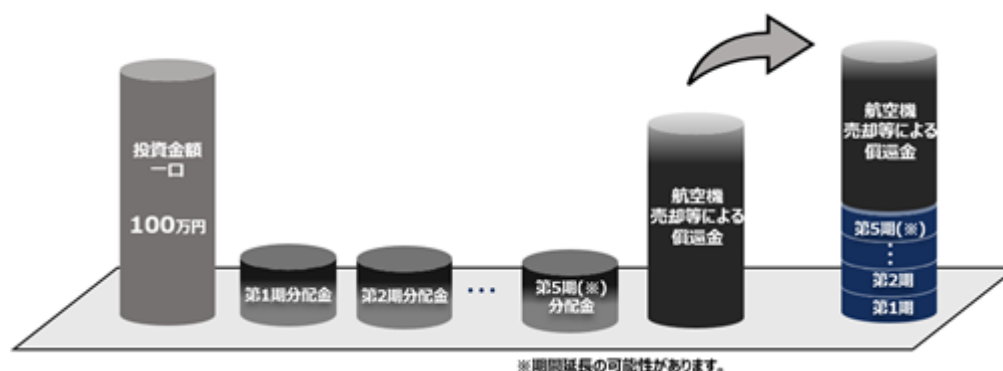 投資金額
一口
100万円
第1期分配金
第2期分配金
…
第5期(※)
分配金
航空機
売却等による
償還金
航空機
売却等による
償還金
第5期(※)
⋮
第2期
第1期
※期間延長の可能性があります。